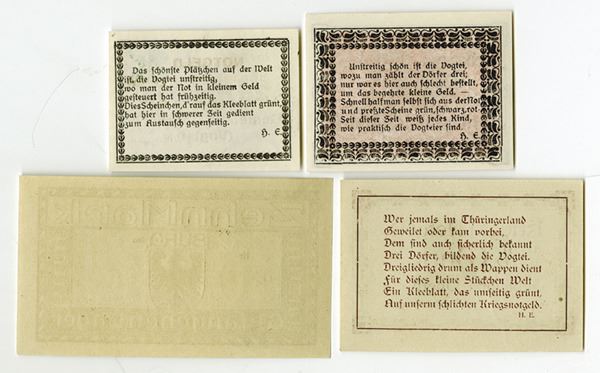 Das schönste Plätzchen auf der Welt
ist die Vogtei unstreitig,
wo man der Not in kleinem Geld
gesteuert hat frühzeitig.
Dies Scheinchen, d'rauf das Kleeblatt grünt,
hat hier in schwerer Zeit gedient
zum Austausch gegenseitig.
H. E.
Unstreitig schön ist die Vogtei,
wozu man zählt der Dörfer drei;
nur war es hier auch schlecht bestellt,
um das begehrte kleine Geld. —
Schnell half man selbst sich aus der Not
und preßte Scheine grün, schwarz, rot
Seit dieser Zeit weiß jedes Kind,
wie praktisch die Vogteier sind.
H. E.
Zehn Mark
Wer jemals im Thüringerland
Geweilet oder kam vorbei,
Dem sind auch sicherlich bekannt
Drei Dörfer, bildend die Vogtei.
Dreigliedrig drum als Wappen dient
Für dieses kleine Stückchen Welt
Ein Kleeblatt, das umseitig grünt,
Auf unserm schlichten Kriegsnotgeld.
H. E.